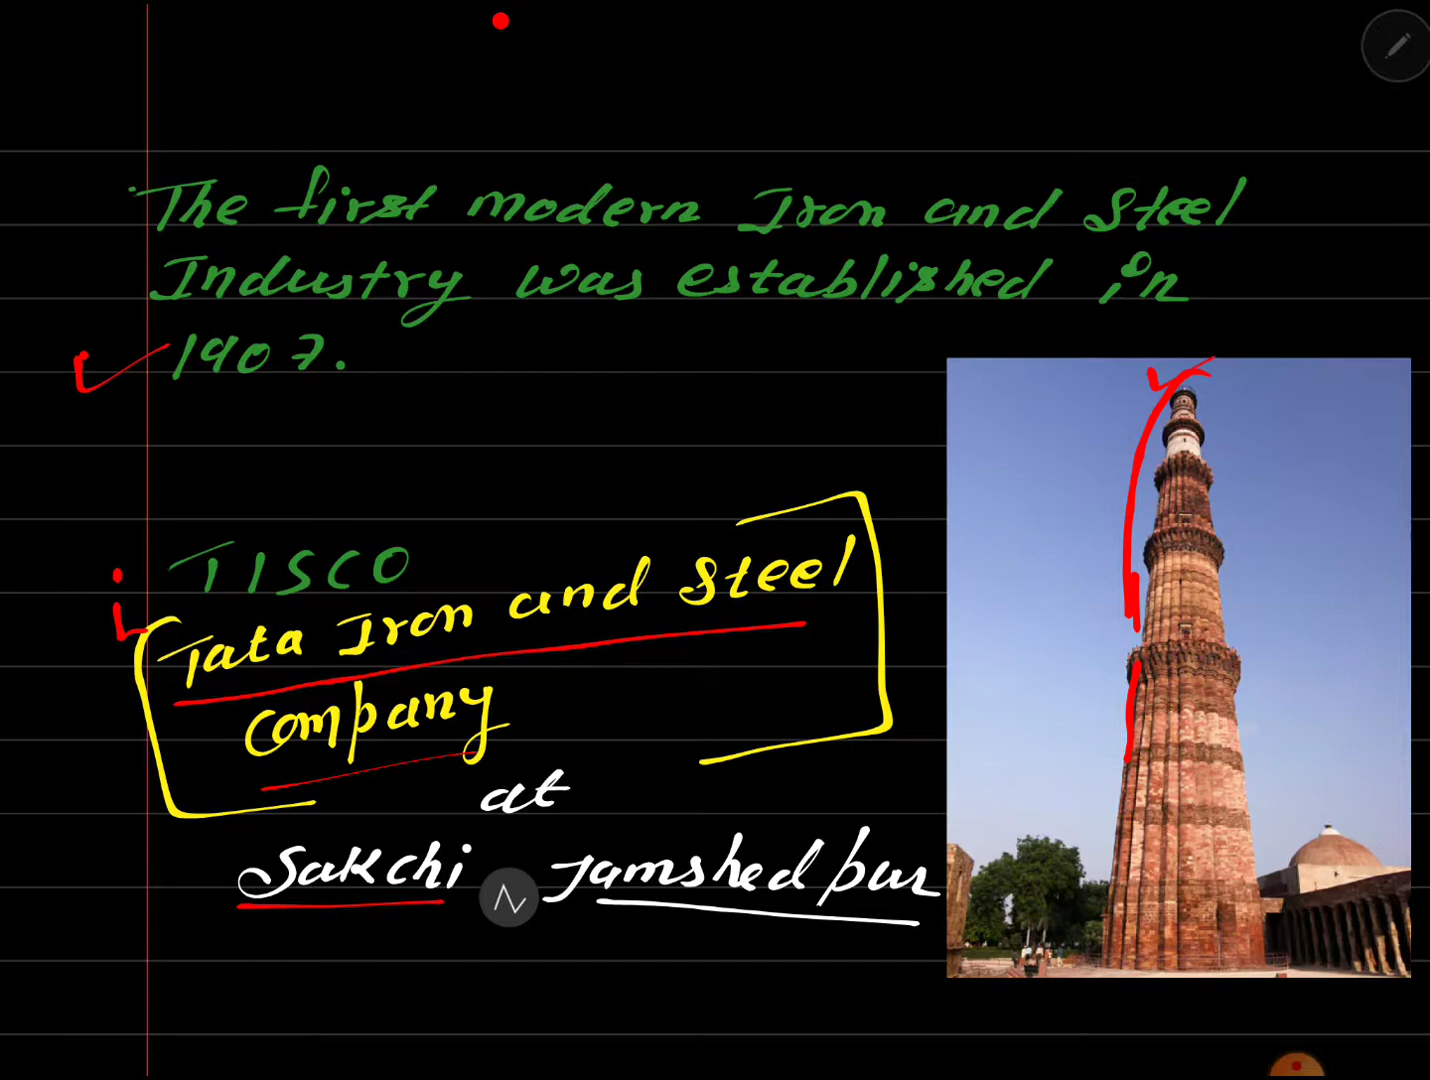 The first modern Iron and Steel
Industry was established in
1907.
TISCO
Tata Iron and Steel
company
at
Sakchi Jamshedpur